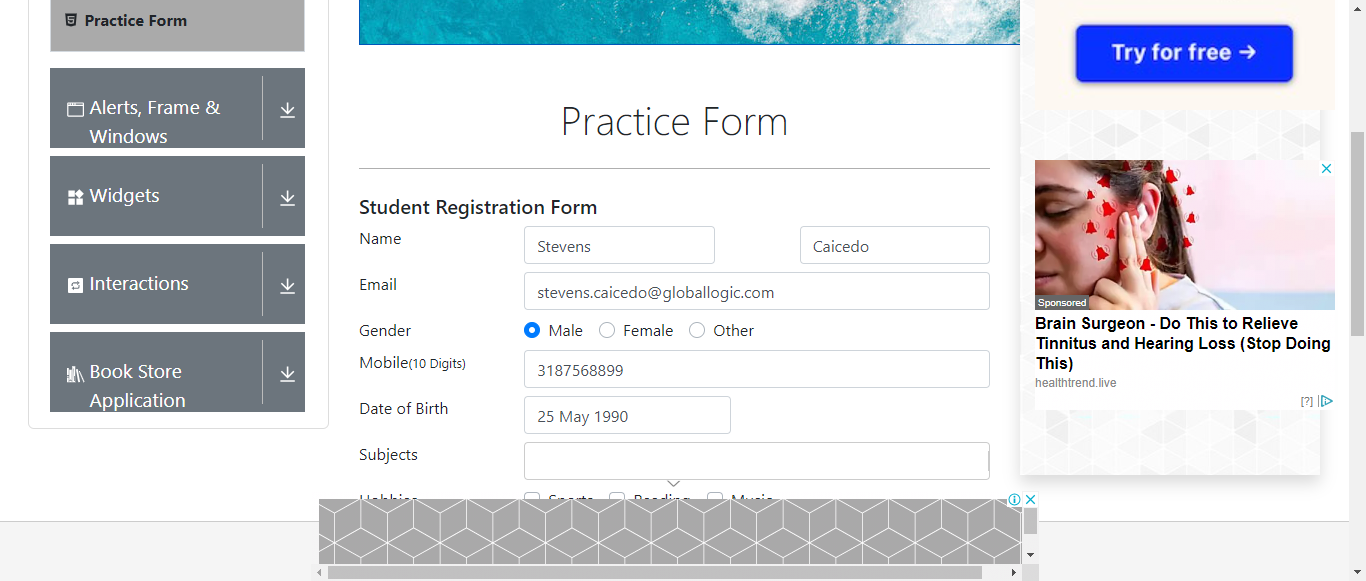 Practice Form
Alerts, Frame &
Windows
Widgets
Interactions
Book Store
Application
Practice Form
Student Registration Form
Name
Stevens
Caicedo
Email
stevens.caicedo@globallogic.com
Gender
Male
Female
Other
Mobile(10 Digits)
3187568899
Date of Birth
25 May 1990
Subjects
Hobbies
Sports
Reading
Music
Try for free →
Sponsored
Brain Surgeon - Do This to Relieve
Tinnitus and Hearing Loss (Stop Doing
This)
healthtrend.live
[?]